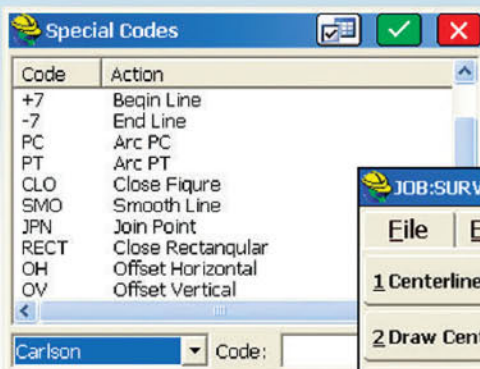 Special Codes
Code Action
+7 Begin Line
-7 End Line
PC Arc PC
PT Arc PT
CLO Close Figure
SMO Smooth Line
JPN Join Point
RECT Close Rectangular
OH Offset Horizontal
OV Offset Vertical
Carlson Code:
JOB:SURV
File E
1 Centerline
2 Draw Cent